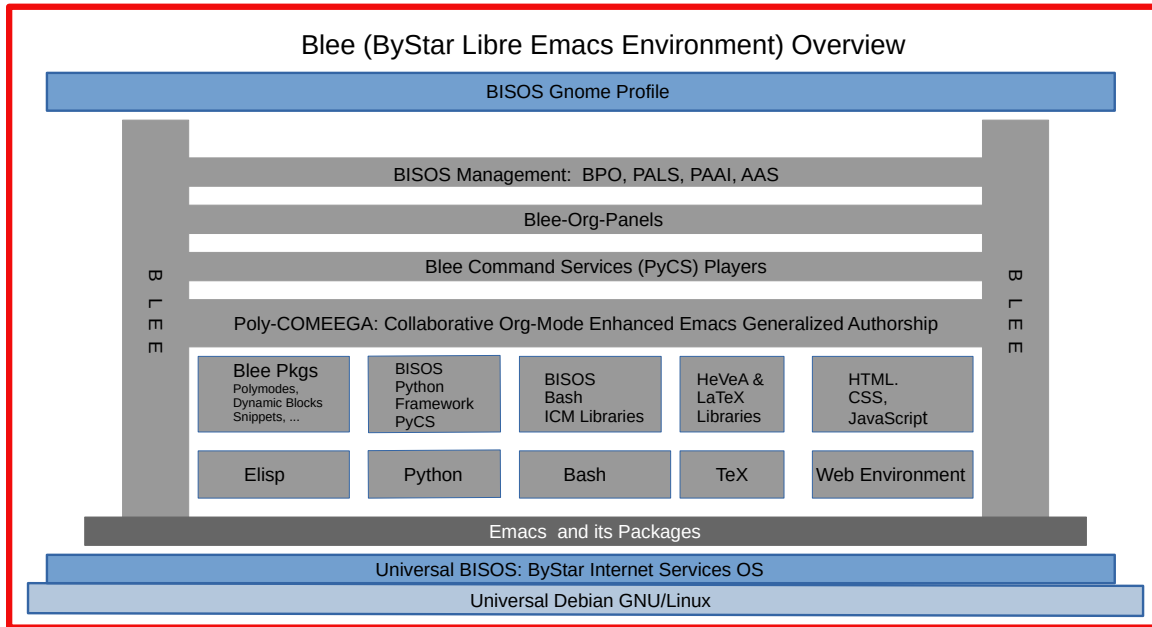 Blee (ByStar Libre Emacs Environment) Overview
BISOS Gnome Profile
BISOS Management:  BPO, PALS, PAAI, AAS
Blee-Org-Panels
Blee Command Services (PyCS) Players
Poly-COMEEGA: Collaborative Org-Mode Enhanced Emacs Generalized Authorship
B L E E
B L E E
Blee Pkgs
Polymodes,
Dynamic Blocks
Snippets, ...
BISOS
Python
Framework
PyCS
BISOS
Bash
ICM Libraries
HeVeA &
LaTeX
Libraries
HTML.
CSS,
JavaScript
Elisp
Python
Bash
TeX
Web Environment
Emacs  and its Packages
Universal BISOS: ByStar Internet Services OS
Universal Debian GNU/Linux